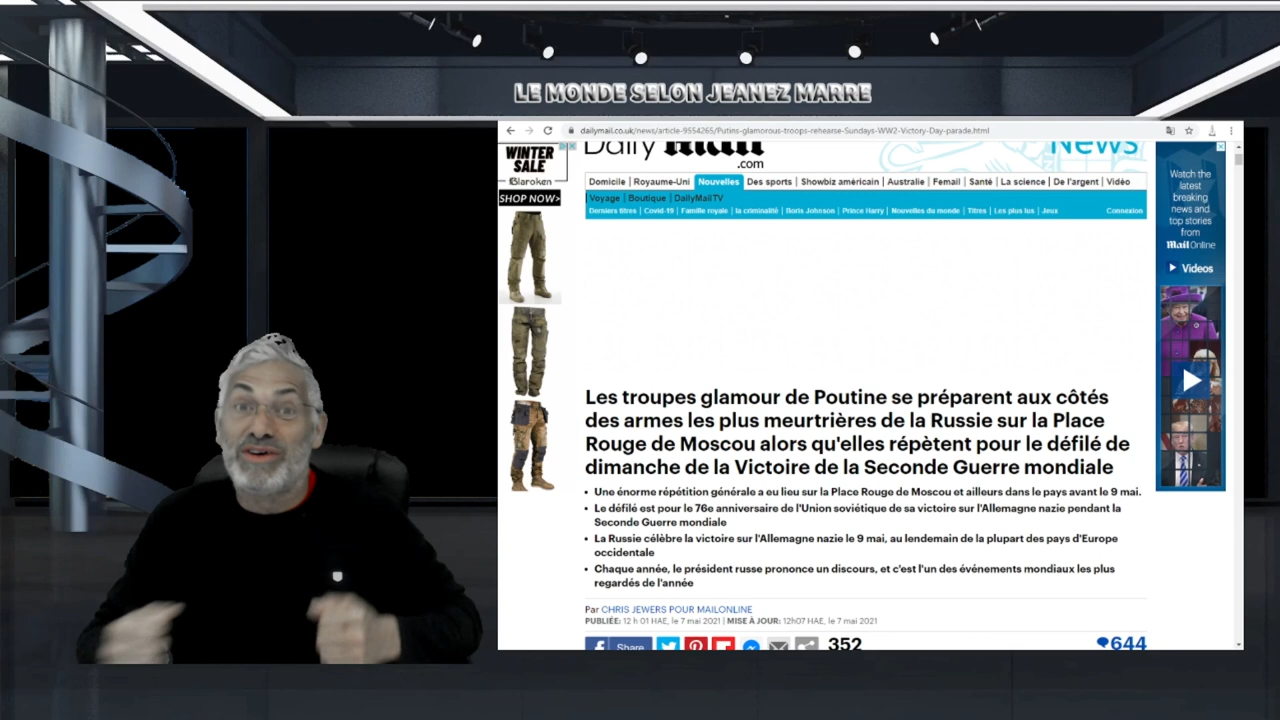 LE MONDE SELON JEANEZ MARRE
dailymail.co.uk/news/article-9554265/Putins-glamorous-troops-rehearse-Sundays-WW2-Victory-Day-parade.html
WINTER
SALE
Blaroken
SHOP NOW>
Daily Mail
.com
News
Domicile | Royaume-Uni | Nouvelles | Des sports | Showbiz américain | Australie | Femail | Santé | La science | De l'argent | Vidéo
Voyage | Boutique | DailyMailTV
Derniers titres | Covid-19 | Famille royale | la criminalité | Boris Johnson | Prince Harry | Nouvelles du monde | Titres | Les plus lus | Jeux Connexion
Les troupes glamour de Poutine se préparent aux côtés
des armes les plus meurtrières de la Russie sur la Place
Rouge de Moscou alors qu'elles répètent pour le défilé de
dimanche de la Victoire de la Seconde Guerre mondiale
• Une énorme répétition générale a eu lieu sur la Place Rouge de Moscou et ailleurs dans le pays avant le 9 mai.
• Le défilé est pour le 76e anniversaire de l'Union soviétique de sa victoire sur l'Allemagne nazie pendant la
Seconde Guerre mondiale
• La Russie célèbre la victoire sur l'Allemagne nazie le 9 mai, au lendemain de la plupart des pays d'Europe
occidentale
• Chaque année, le président russe prononce un discours, et c'est l'un des événements mondiaux les plus
regardés de l'année
Par CHRIS JEWERS POUR MAILONLINE
PUBLIÉE: 12 h 01 HAE, le 7 mai 2021 | MISE À JOUR: 12h07 HAE, le 7 mai 2021
Share
352
644
Watch the
latest
breaking
news and
top stories
from
Mail Online
Videos